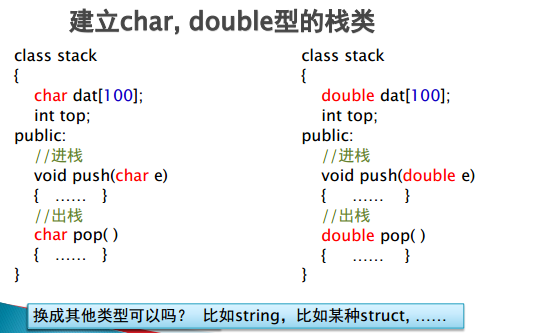 建立char, double型的栈类
class stack
{
char dat[100];
int top;
public:
//进栈
void push(char e)
{ …… }
//出栈
char pop( )
{ …… }
}
class stack
{
double dat[100];
int top;
public:
//进栈
void push(double e)
{ …… }
//出栈
double pop( )
{ …… }
}
换成其他类型可以吗? 比如string，比如某种struct, ……